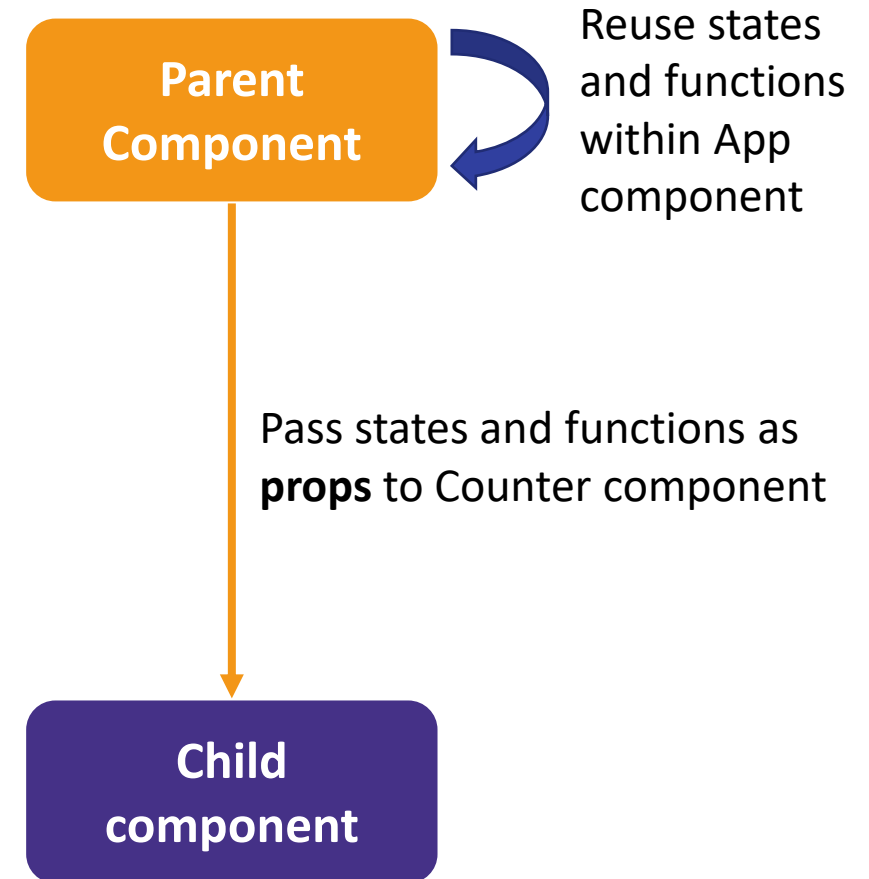 Parent
Component
Reuse states
and functions
within App
component
Pass states and functions as
props to Counter component
Child
component